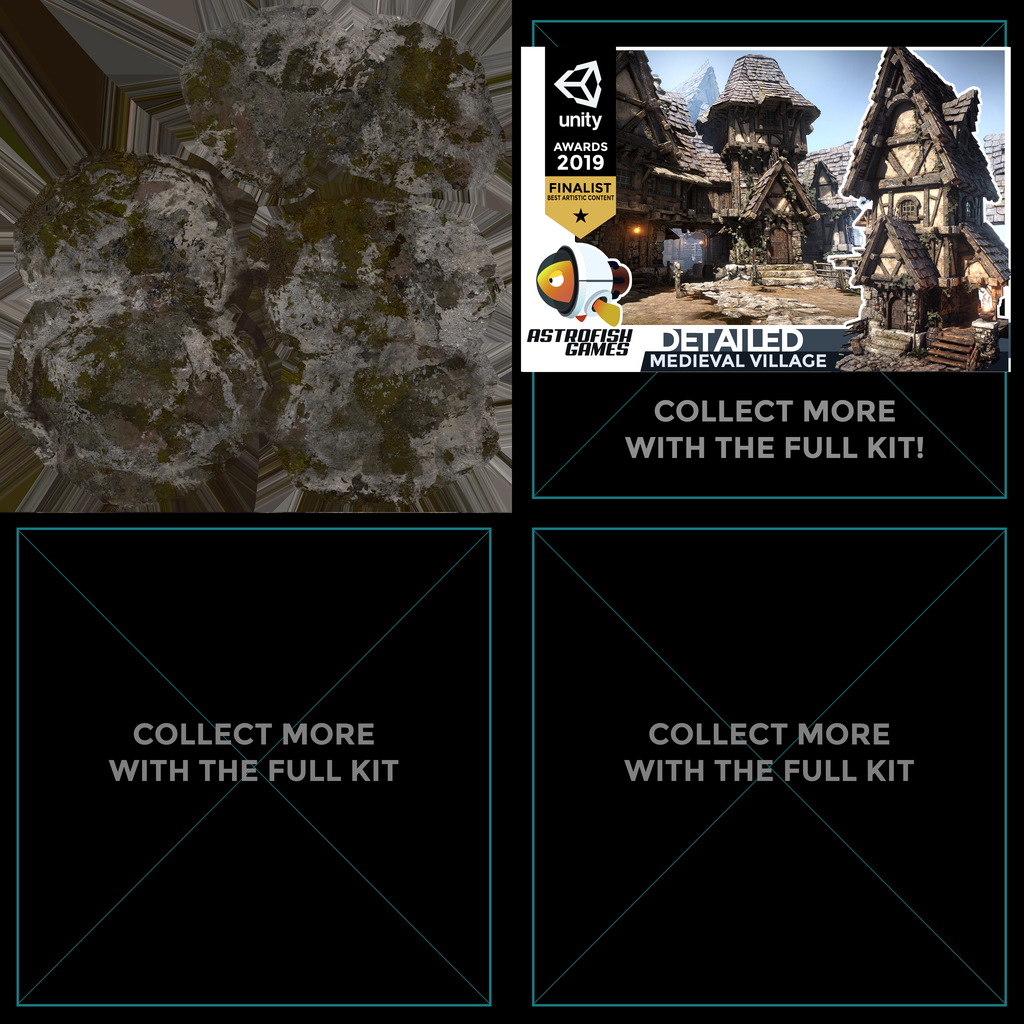 unity
AWARDS
2019
FINALIST
BEST ARTISTIC CONTENT
ASTROFISH
GAMES
DETAILED
MEDIEVAL VILLAGE
COLLECT MORE
WITH THE FULL KIT!
COLLECT MORE
WITH THE FULL KIT
COLLECT MORE
WITH THE FULL KIT